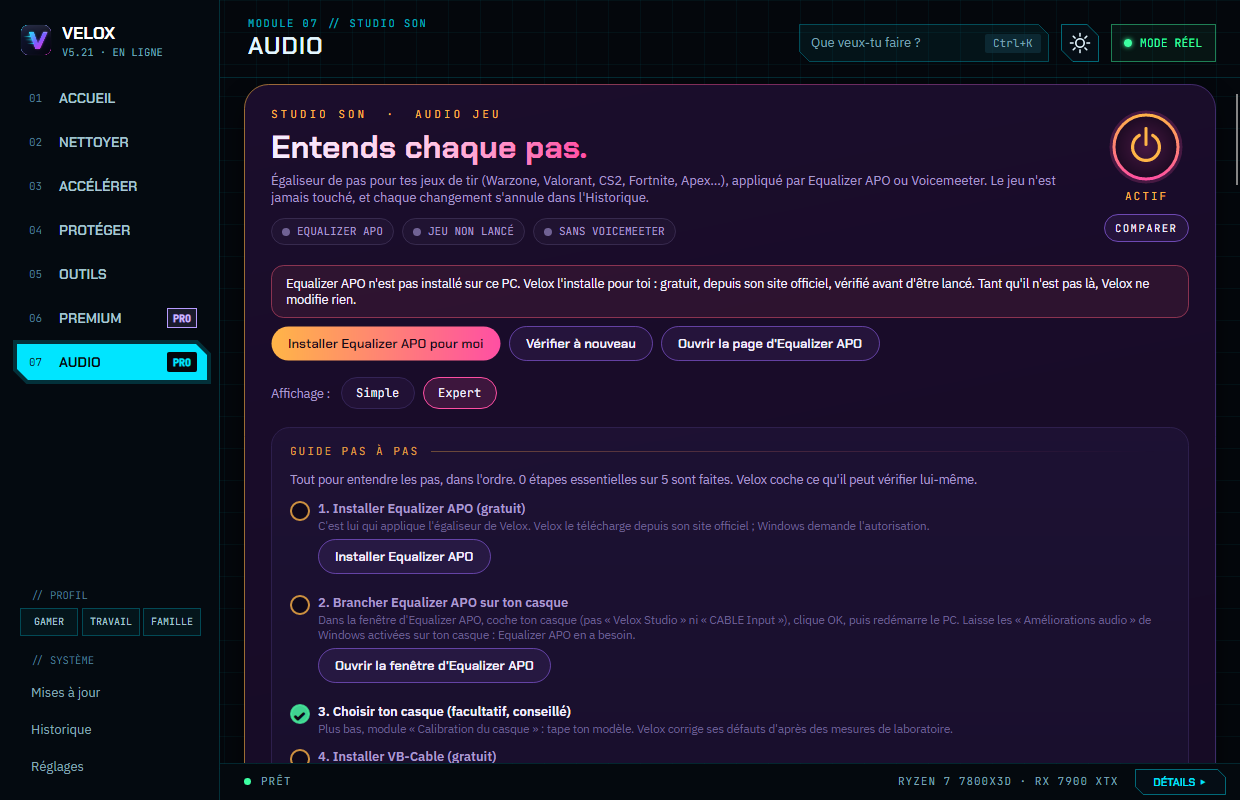 VELOX
V5.21 · EN LIGNE
01 ACCUEIL
02 NETTOYER
03 ACCÉLÉRER
04 PROTÉGER
05 OUTILS
06 PREMIUM PRO
07 AUDIO PRO
// PROFIL
GAMER TRAVAIL FAMILLE
// SYSTÈME
Mises à jour
Historique
Réglages
MODULE 07 // STUDIO SON
AUDIO
Que veux-tu faire ? Ctrl+K
MODE RÉEL
STUDIO SON · AUDIO JEU
Entends chaque pas.
Égaliseur de pas pour tes jeux de tir (Warzone, Valorant, CS2, Fortnite, Apex...), appliqué par Equalizer APO ou Voicemeeter. Le jeu n'est
jamais touché, et chaque changement s'annule dans l'Historique.
EQUALIZER APO JEU NON LANCÉ SANS VOICEMEETER
ACTIF
COMPARER
Equalizer APO n'est pas installé sur ce PC. Velox l'installe pour toi : gratuit, depuis son site officiel, vérifié avant d'être lancé. Tant qu'il n'est pas là, Velox ne
modifie rien.
Installer Equalizer APO pour moi Vérifier à nouveau Ouvrir la page d'Equalizer APO
Affichage : Simple Expert
GUIDE PAS À PAS
Tout pour entendre les pas, dans l'ordre. 0 étapes essentielles sur 5 sont faites. Velox coche ce qu'il peut vérifier lui-même.
1. Installer Equalizer APO (gratuit)
C'est lui qui applique l'égaliseur de Velox. Velox le télécharge depuis son site officiel ; Windows demande l'autorisation.
Installer Equalizer APO
2. Brancher Equalizer APO sur ton casque
Dans la fenêtre d'Equalizer APO, coche ton casque (pas « Velox Studio » ni « CABLE Input »), clique OK, puis redémarre le PC. Laisse les « Améliorations audio » de
Windows activées sur ton casque : Equalizer APO en a besoin.
Ouvrir la fenêtre d'Equalizer APO
3. Choisir ton casque (facultatif, conseillé)
Plus bas, module « Calibration du casque » : tape ton modèle. Velox corrige ses défauts d'après des mesures de laboratoire.
4. Installer VB-Cable (gratuit)
PRÊT
RYZEN 7 7800X3D · RX 7900 XTX
DÉTAILS ▸